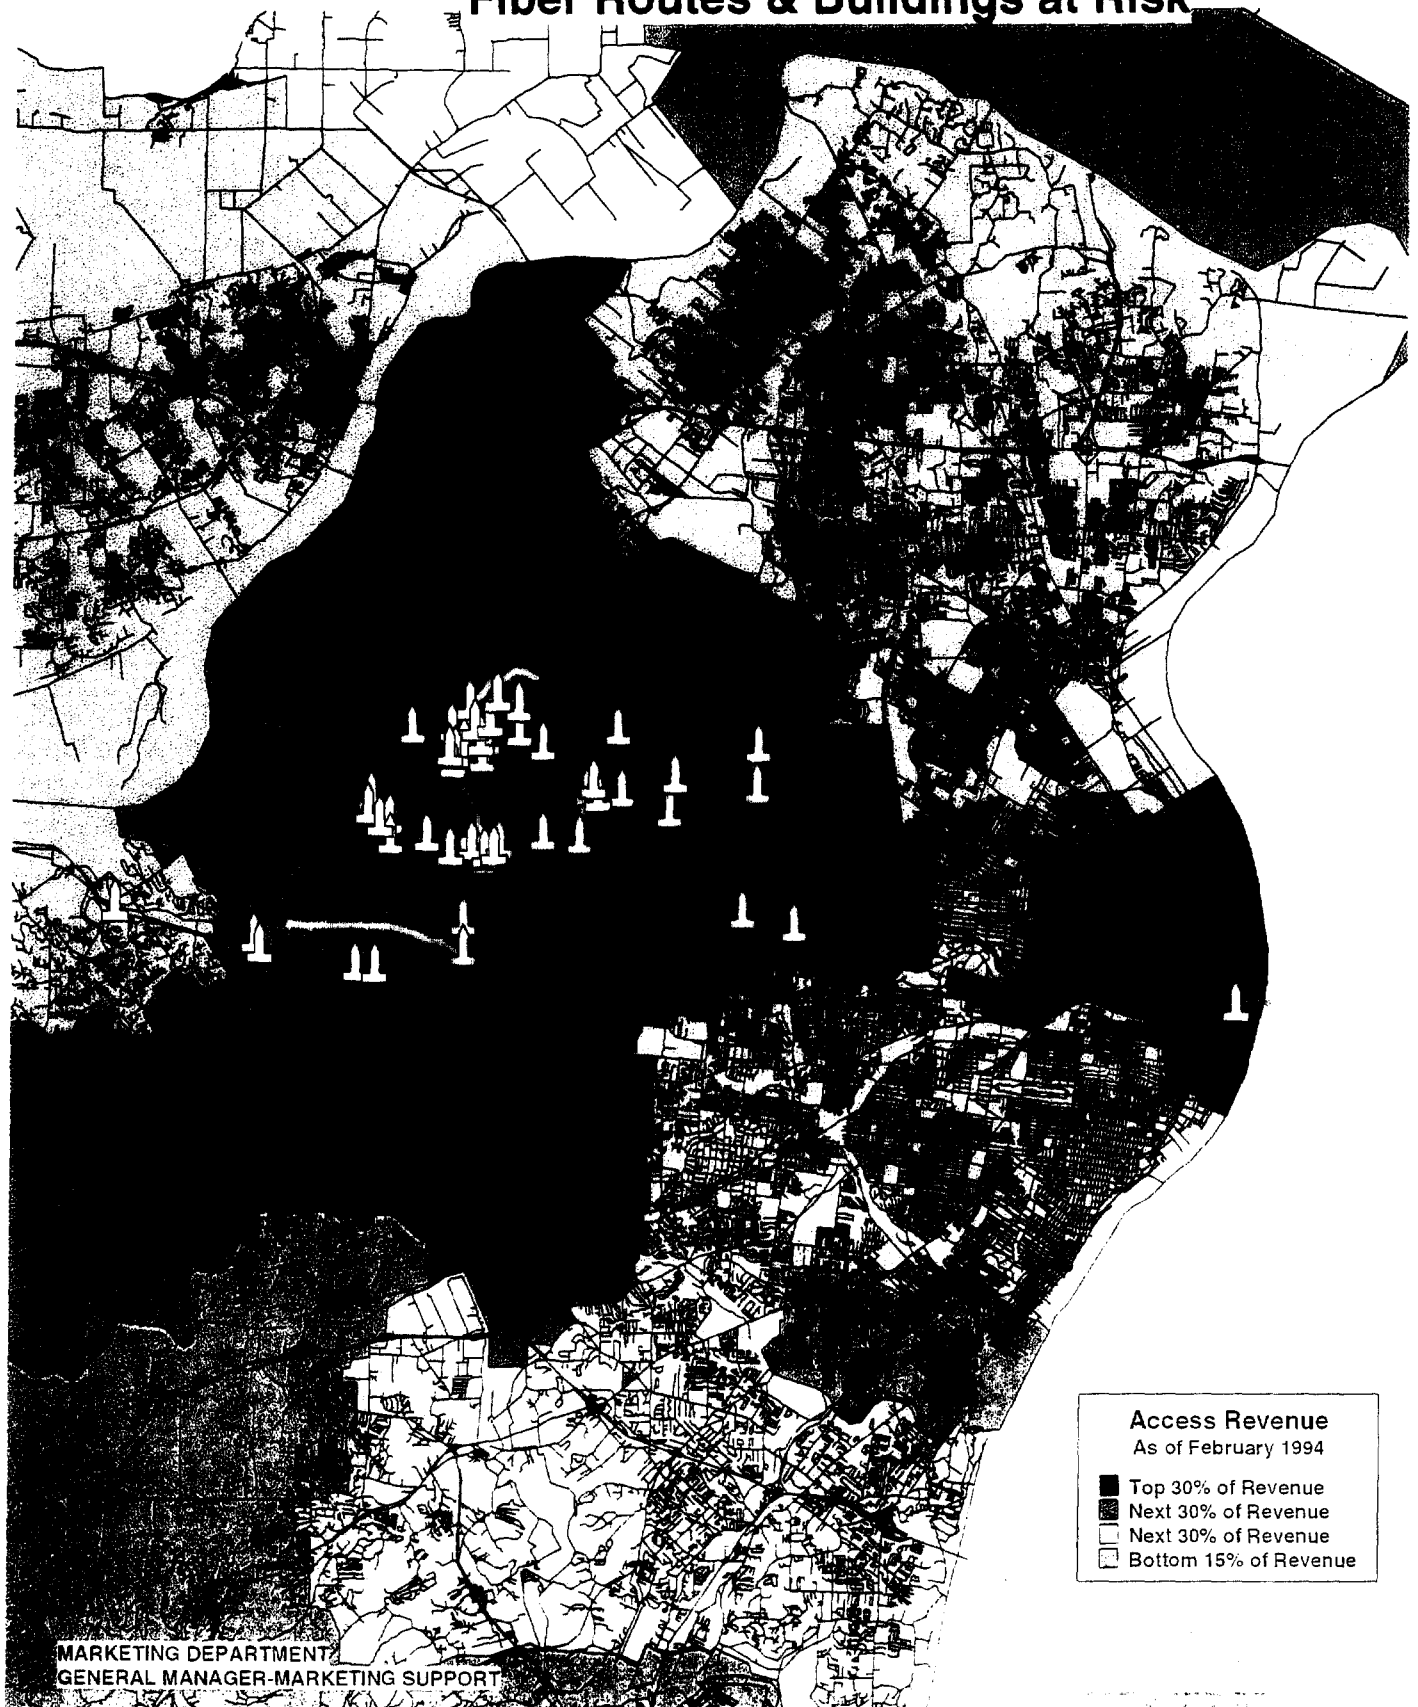 Fiber Routes & Buildings at Risk
Access Revenue
As of February 1994
Top 30% of Revenue
Next 30% of Revenue
Next 30% of Revenue
Bottom 15% of Revenue
MARKETING DEPARTMENT
GENERAL MANAGER-MARKETING SUPPORT